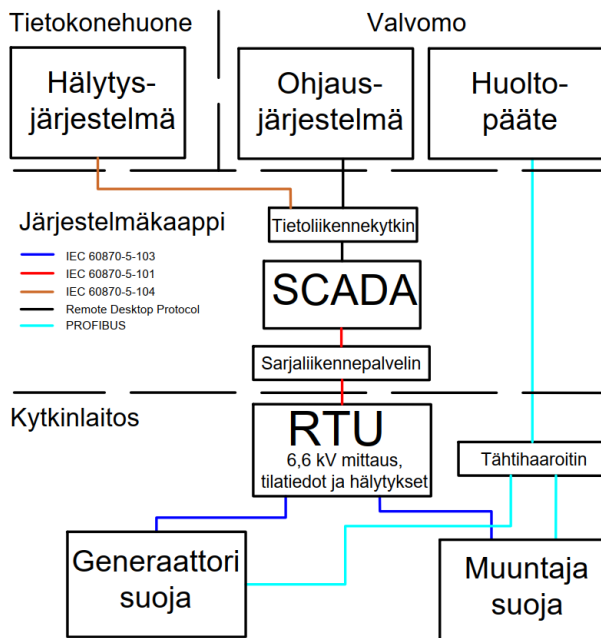 Tietokonehuone
Valvomo
Hälytys-
järjestelmä
Ohjaus-
järjestelmä
Huolto-
pääte
Järjestelmäkaappi
IEC 60870-5-103
IEC 60870-5-101
IEC 60870-5-104
Remote Desktop Protocol
PROFIBUS
Tietoliikennekytkin
SCADA
Sarjaliikennepalvelin
Kytkinlaitos
RTU
6,6 kV mittaus,
tilatiedot ja hälytykset
Tähtihaaroitin
Generaattori
suoja
Muuntaja
suoja